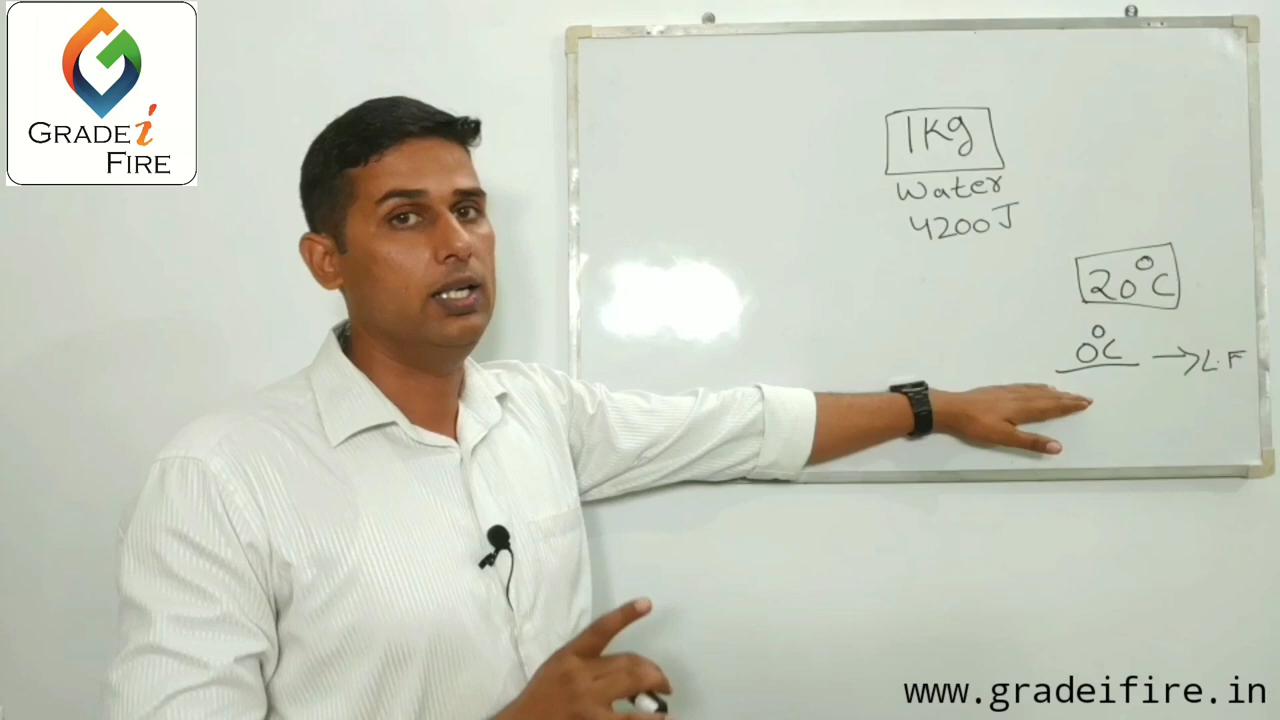 GRADE i
FIRE
1Kg
Water
4200J
20°C
0°C → L.F
www.gradeifire.in